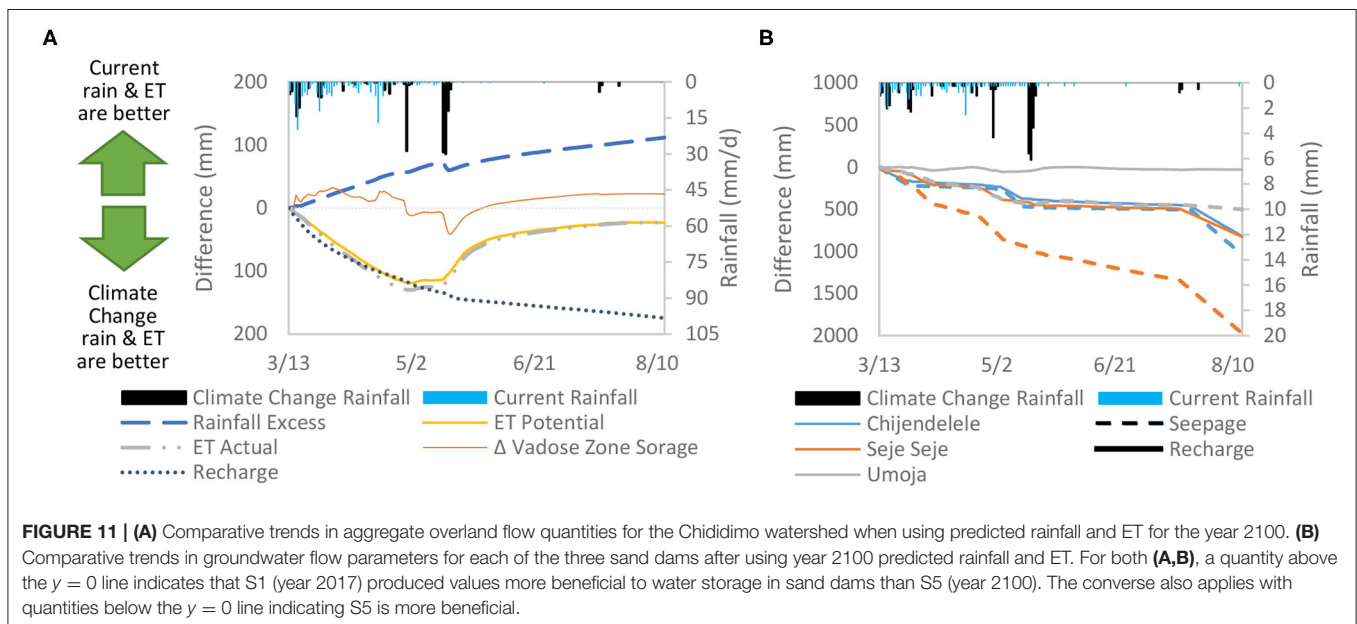 A
Current
rain & ET
are better
Climate
Change
rain & ET
are better
Difference (mm)
200
100
0
100
200
Rainfall (mm/d)
0
15
30
45
60
75
90
105
3/13
5/2
6/21
8/10
Climate Change Rainfall
Current Rainfall
Rainfall Excess
ET Potential
ET Actual
Δ Vadose Zone Sorage
Recharge
B
Difference (mm)
1000
500
0
500
1000
1500
2000
Rainfall (mm)
0
2
4
6
8
10
12
14
16
18
20
3/13
5/2
6/21
8/10
Climate Change Rainfall
Current Rainfall
Chijendelele
Seepage
Seje Seje
Recharge
Umoja
FIGURE 11 | (A) Comparative trends in aggregate overland flow quantities for the Chididimo watershed when using predicted rainfall and ET for the year 2100. (B)
Comparative trends in groundwater flow parameters for each of the three sand dams after using year 2100 predicted rainfall and ET. For both (A,B), a quantity above
the y = 0 line indicates that S1 (year 2017) produced values more beneficial to water storage in sand dams than S5 (year 2100). The converse also applies with
quantities below the y = 0 line indicating S5 is more beneficial.